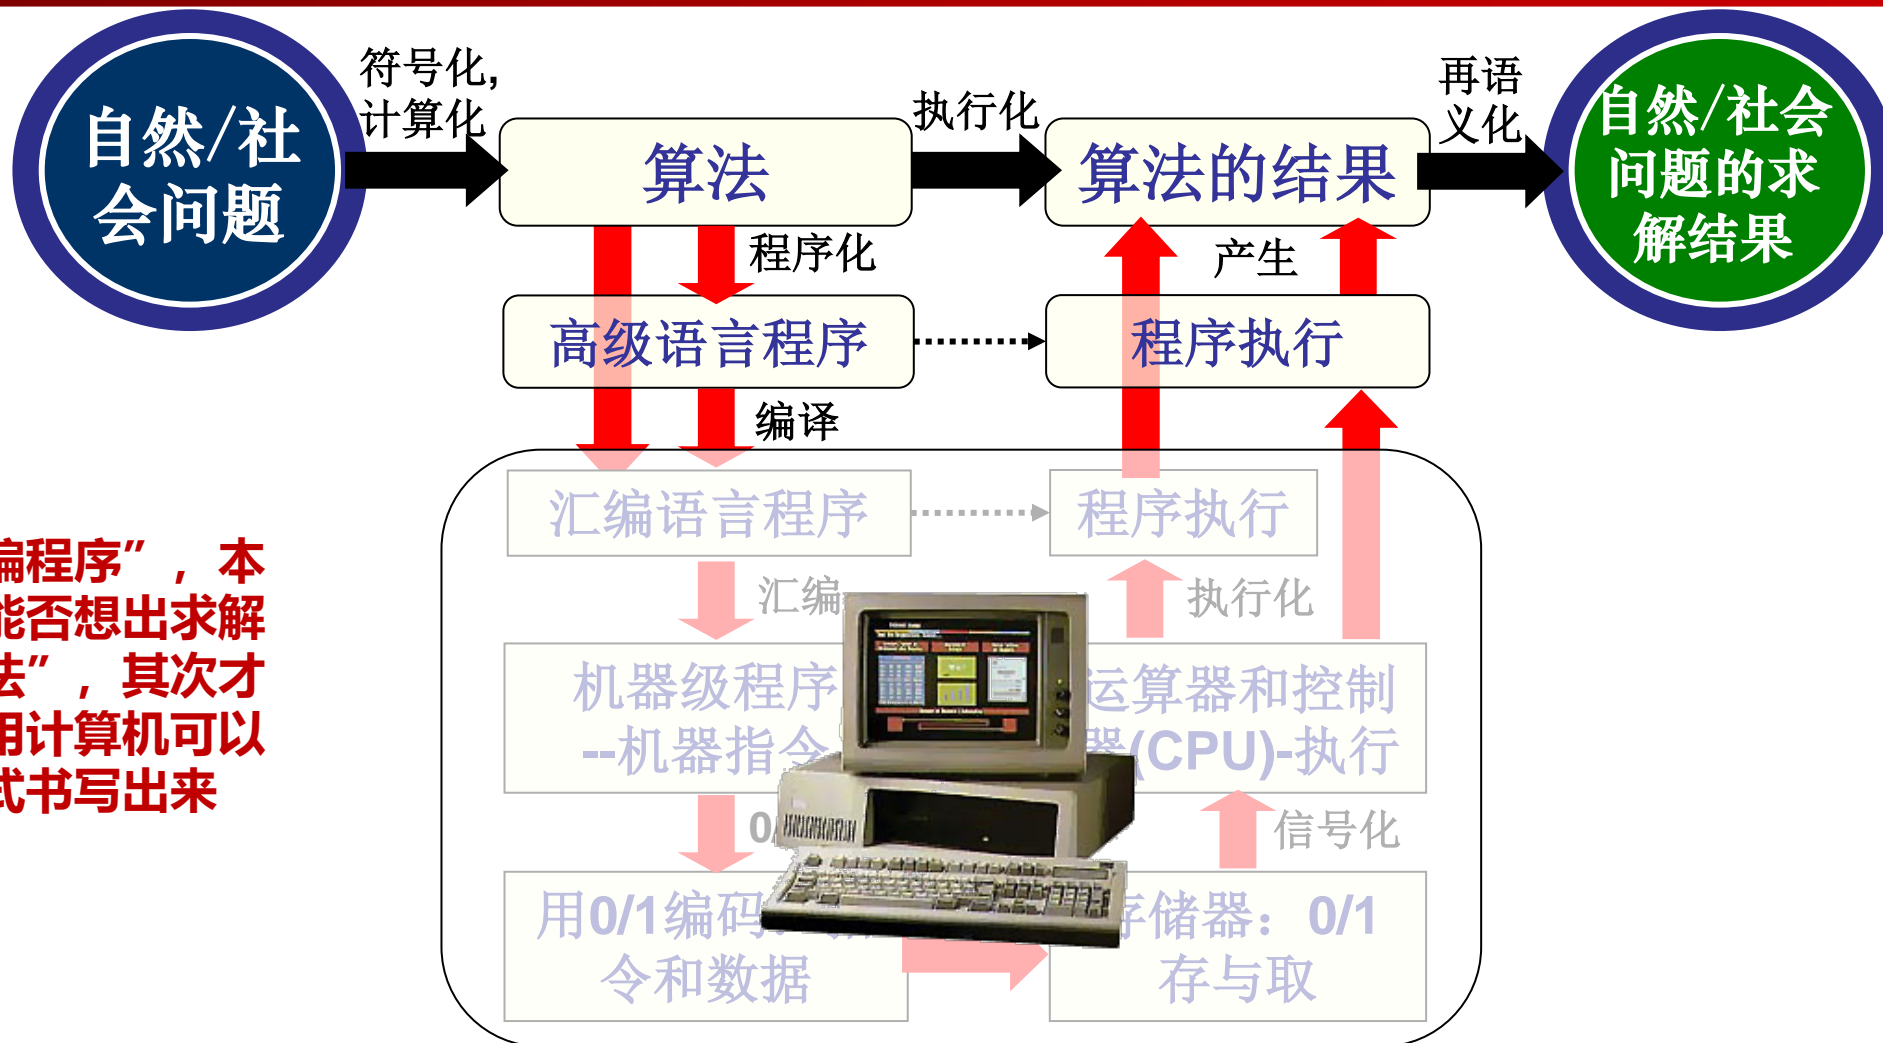 自然/社
会问题
符号化,
计算化
算法
执行化
算法的结果
再语
义化
自然/社会
问题的求
解结果
程序化
产生
高级语言程序
程序执行
编译
汇编语言程序
程序执行
汇编
执行化
机器级程序
--机器指令
运算器和控制
器(CPU)-执行
0/
信号化
用0/1编码
令和数据
存储器：0/1
存与取
编程序”，本
能否想出求解
法”，其次才
用计算机可以
式书写出来